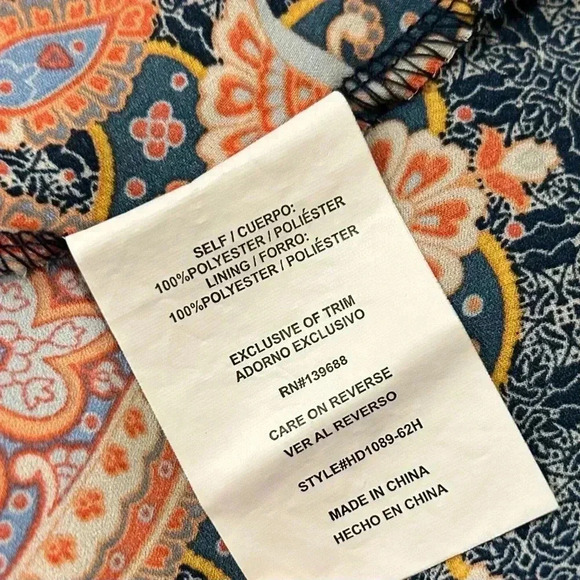 SELF / CUERPO:
100%POLYESTER / POLIÉSTER
LINING / FORRO:
100%POLYESTER / POLIÉSTER
EXCLUSIVE OF TRIM
ADORNO EXCLUSIVO
RN#139688
CARE ON REVERSE
VER AL REVERSO
STYLE#HD1089-62H
MADE IN CHINA
HECHO EN CHINA